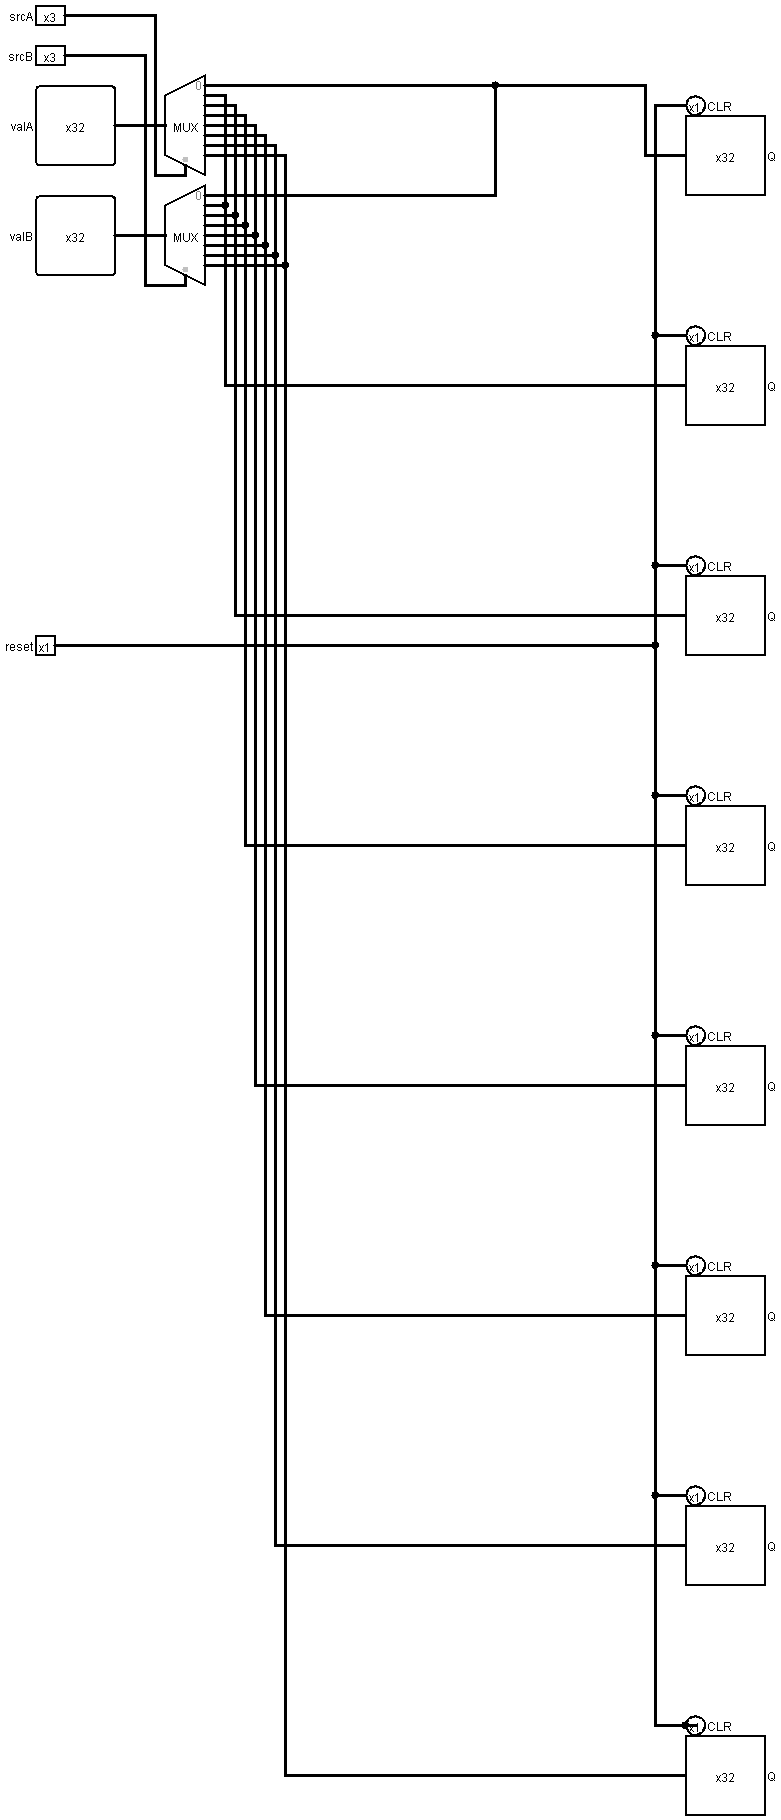 srcA x3
srcB x3
0
x1 CLR
valA x32 MUX
x32 Q
0
valB x32 MUX
x1 CLR
x32 Q
x1 CLR
x32 Q
reset x1
x1 CLR
x32 Q
x1 CLR
x32 Q
x1 CLR
x32 Q
x1 CLR
x32 Q
x1 CLR
x32 Q